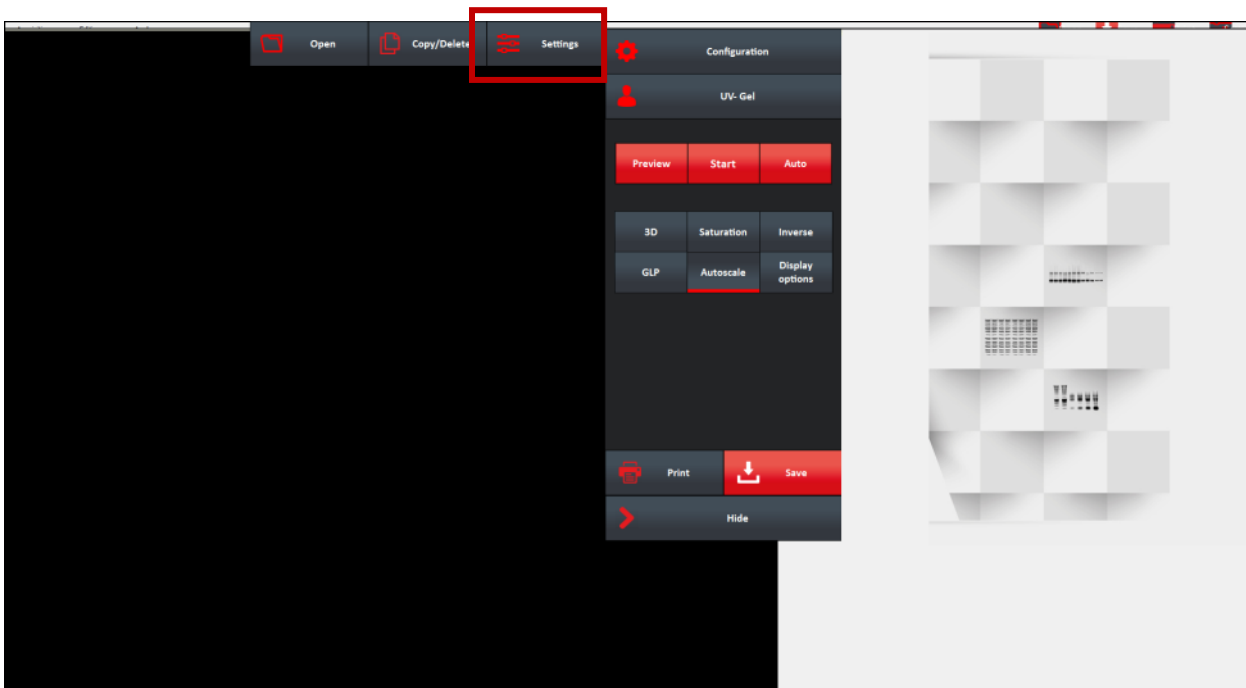 Open
Copy/Delete
Settings
Configuration
UV- Gel
Preview
Start
Auto
3D
Saturation
Inverse
GLP
Autoscale
Display
options
Print
Save
Hide